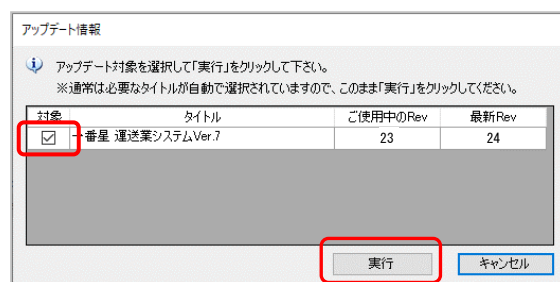 アップデート情報
アップデート対象を選択して「実行」をクリックして下さい。
※通常は必要なタイトルが自動で選択されていますので、このまま「実行」をクリックしてください。
対象 タイトル ご使用中のRev 最新Rev
一番星 運送業システムVer.7 23 24
実行 キャンセル